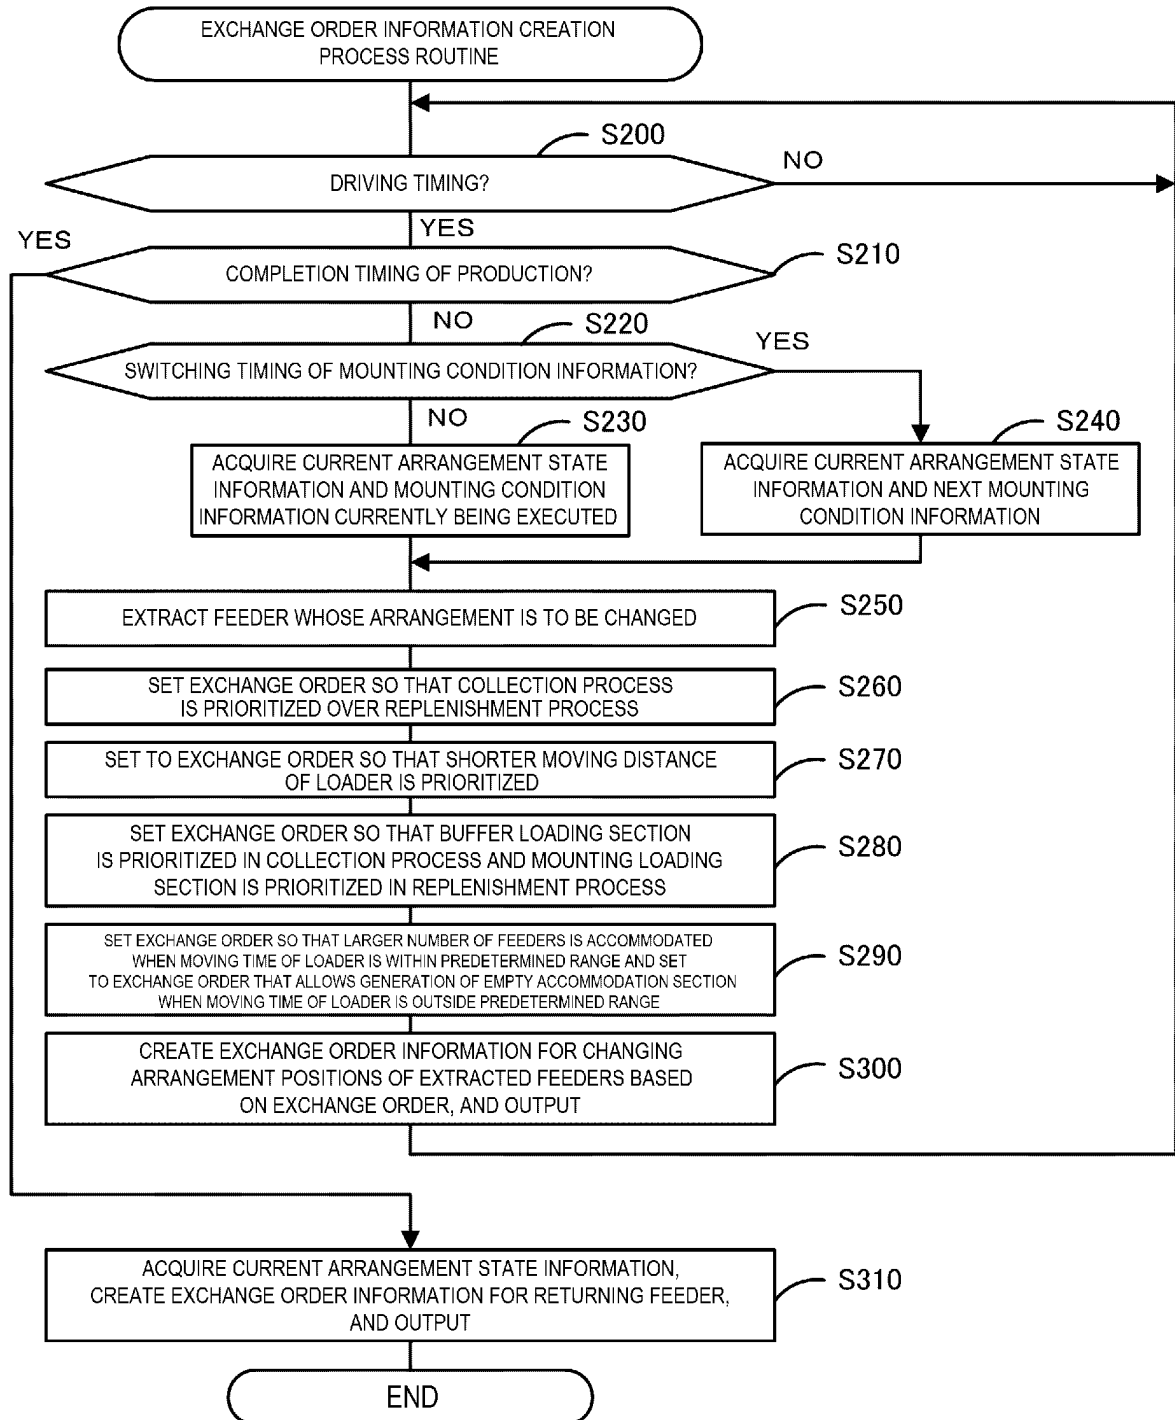 EXCHANGE ORDER INFORMATION CREATION
PROCESS ROUTINE
S200
DRIVING TIMING?
NO
YES
YES
S210
COMPLETION TIMING OF PRODUCTION?
NO
S220
YES
SWITCHING TIMING OF MOUNTING CONDITION INFORMATION?
NO
S230
ACQUIRE CURRENT ARRANGEMENT STATE
INFORMATION AND MOUNTING CONDITION
INFORMATION CURRENTLY BEING EXECUTED
S240
ACQUIRE CURRENT ARRANGEMENT STATE
INFORMATION AND NEXT MOUNTING
CONDITION INFORMATION
EXTRACT FEEDER WHOSE ARRANGEMENT IS TO BE CHANGED
S250
SET EXCHANGE ORDER SO THAT COLLECTION PROCESS
IS PRIORITIZED OVER REPLENISHMENT PROCESS
S260
SET TO EXCHANGE ORDER SO THAT SHORTER MOVING DISTANCE
OF LOADER IS PRIORITIZED
S270
SET EXCHANGE ORDER SO THAT BUFFER LOADING SECTION
IS PRIORITIZED IN COLLECTION PROCESS AND MOUNTING LOADING
SECTION IS PRIORITIZED IN REPLENISHMENT PROCESS
S280
SET EXCHANGE ORDER SO THAT LARGER NUMBER OF FEEDERS IS ACCOMMODATED
WHEN MOVING TIME OF LOADER IS WITHIN PREDETERMINED RANGE AND SET
TO EXCHANGE ORDER THAT ALLOWS GENERATION OF EMPTY ACCOMMODATION SECTION
WHEN MOVING TIME OF LOADER IS OUTSIDE PREDETERMINED RANGE
S290
CREATE EXCHANGE ORDER INFORMATION FOR CHANGING
ARRANGEMENT POSITIONS OF EXTRACTED FEEDERS BASED
ON EXCHANGE ORDER, AND OUTPUT
S300
ACQUIRE CURRENT ARRANGEMENT STATE INFORMATION,
CREATE EXCHANGE ORDER INFORMATION FOR RETURNING FEEDER,
AND OUTPUT
S310
END